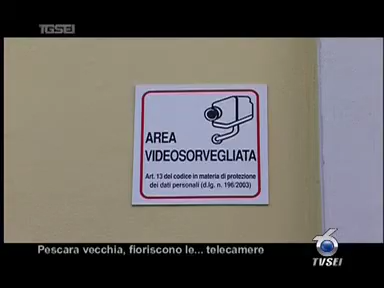 TGSEI
AREA
VIDEOSORVEGLIATA
Art. 13 del codice in materia di protezione
dei dati personali (d.lg. n. 196/2003)
Pescara vecchia, fioriscono le... telecamere
6
TVSEI